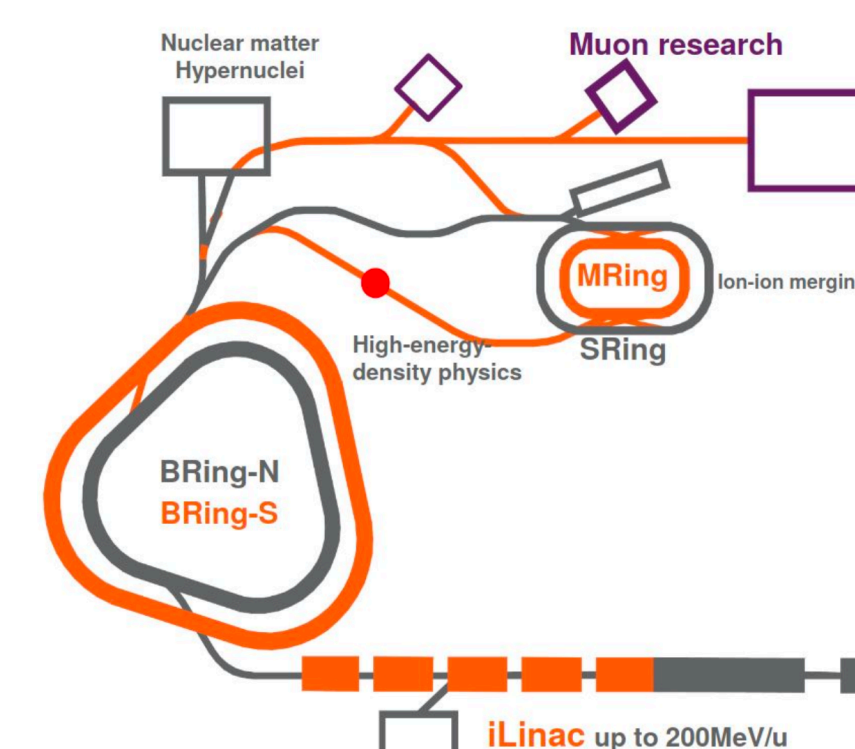 Nuclear matter
Hypernuclei
Muon research
MRing
Ion-ion mergin
SRing
High-energy-
density physics
BRing-N
BRing-S
iLinac up to 200MeV/u